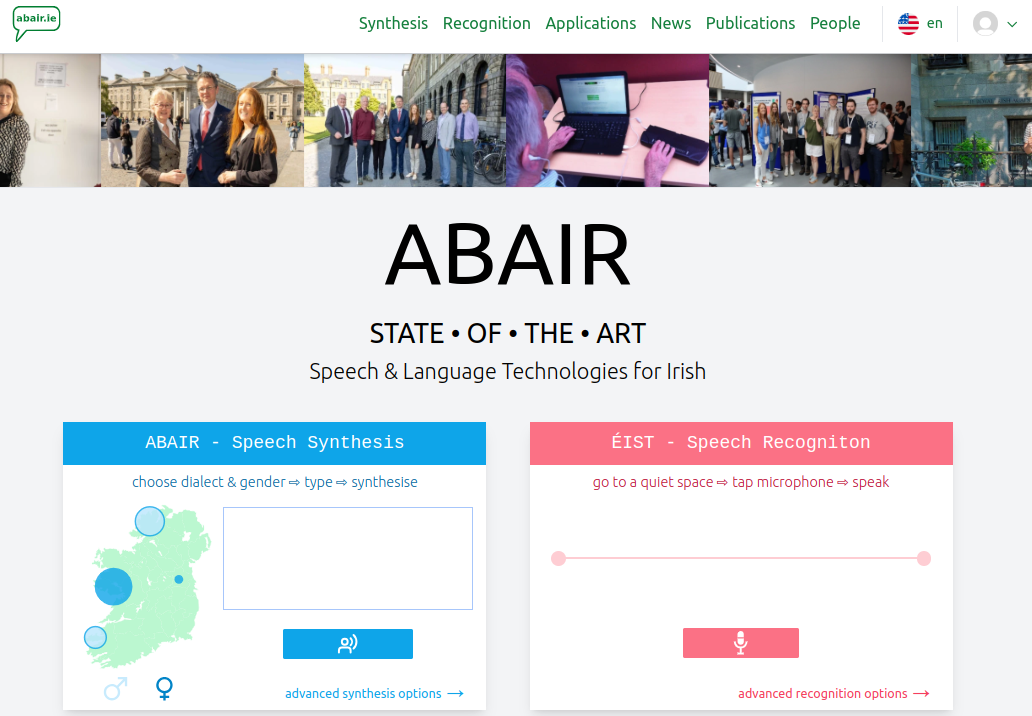 abair.ie
Synthesis Recognition Applications News Publications People en
ABAIR
STATE • OF • THE • ART
Speech & Language Technologies for Irish
ABAIR - Speech Synthesis
choose dialect & gender ⇨ type ⇨ synthesise
advanced synthesis options →
ÉIST - Speech Recogniton
go to a quiet space ⇨ tap microphone ⇨ speak
advanced recognition options →